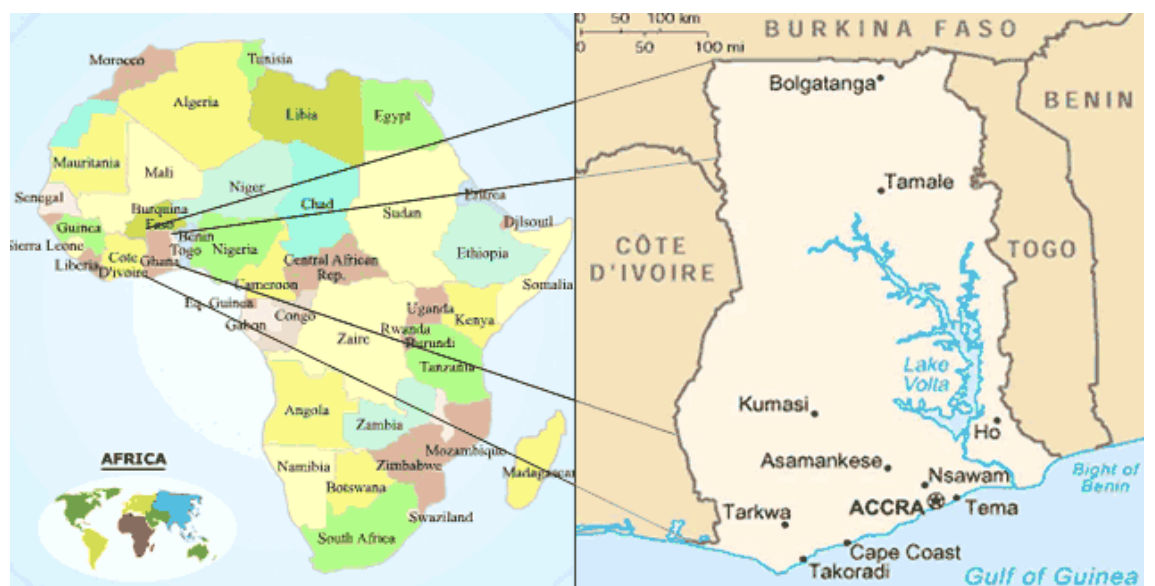 Morocco
Tunisia
Algeria
Libia
Egypt
Mauritania
Mali
Niger
Chad
Sudan
Eritrea
Senegal
Burquina
Faso
Djlsoutl
Guinea
Benin
Togo
Nigeria
Ethiopia
Sierra Leone
Liberia
Cote
D'ivoire
Ghana
Central African
Rep.
Cameroon
Somalia
Eq. Guinea
Gabon
Congo
Uganda
Kenya
Rwanda
Burundi
Zaire
Tanzania
Angola
Zambia
Mozambique
Zimbabwe
Madagascar
Namibia
Botswana
Swaziland
South Africa
AFRICA
0 50 100 km
0 50 100 mi
BURKINA FASO
Bolgatanga
BENIN
Tamale
CÔTE
D'IVOIRE
TOGO
Lake
Volta
Kumasi
Ho
Asamankese
Nsawam
Bight of
Benin
ACCRA
Tema
Tarkwa
Cape Coast
Takoradi
Gulf of Guinea